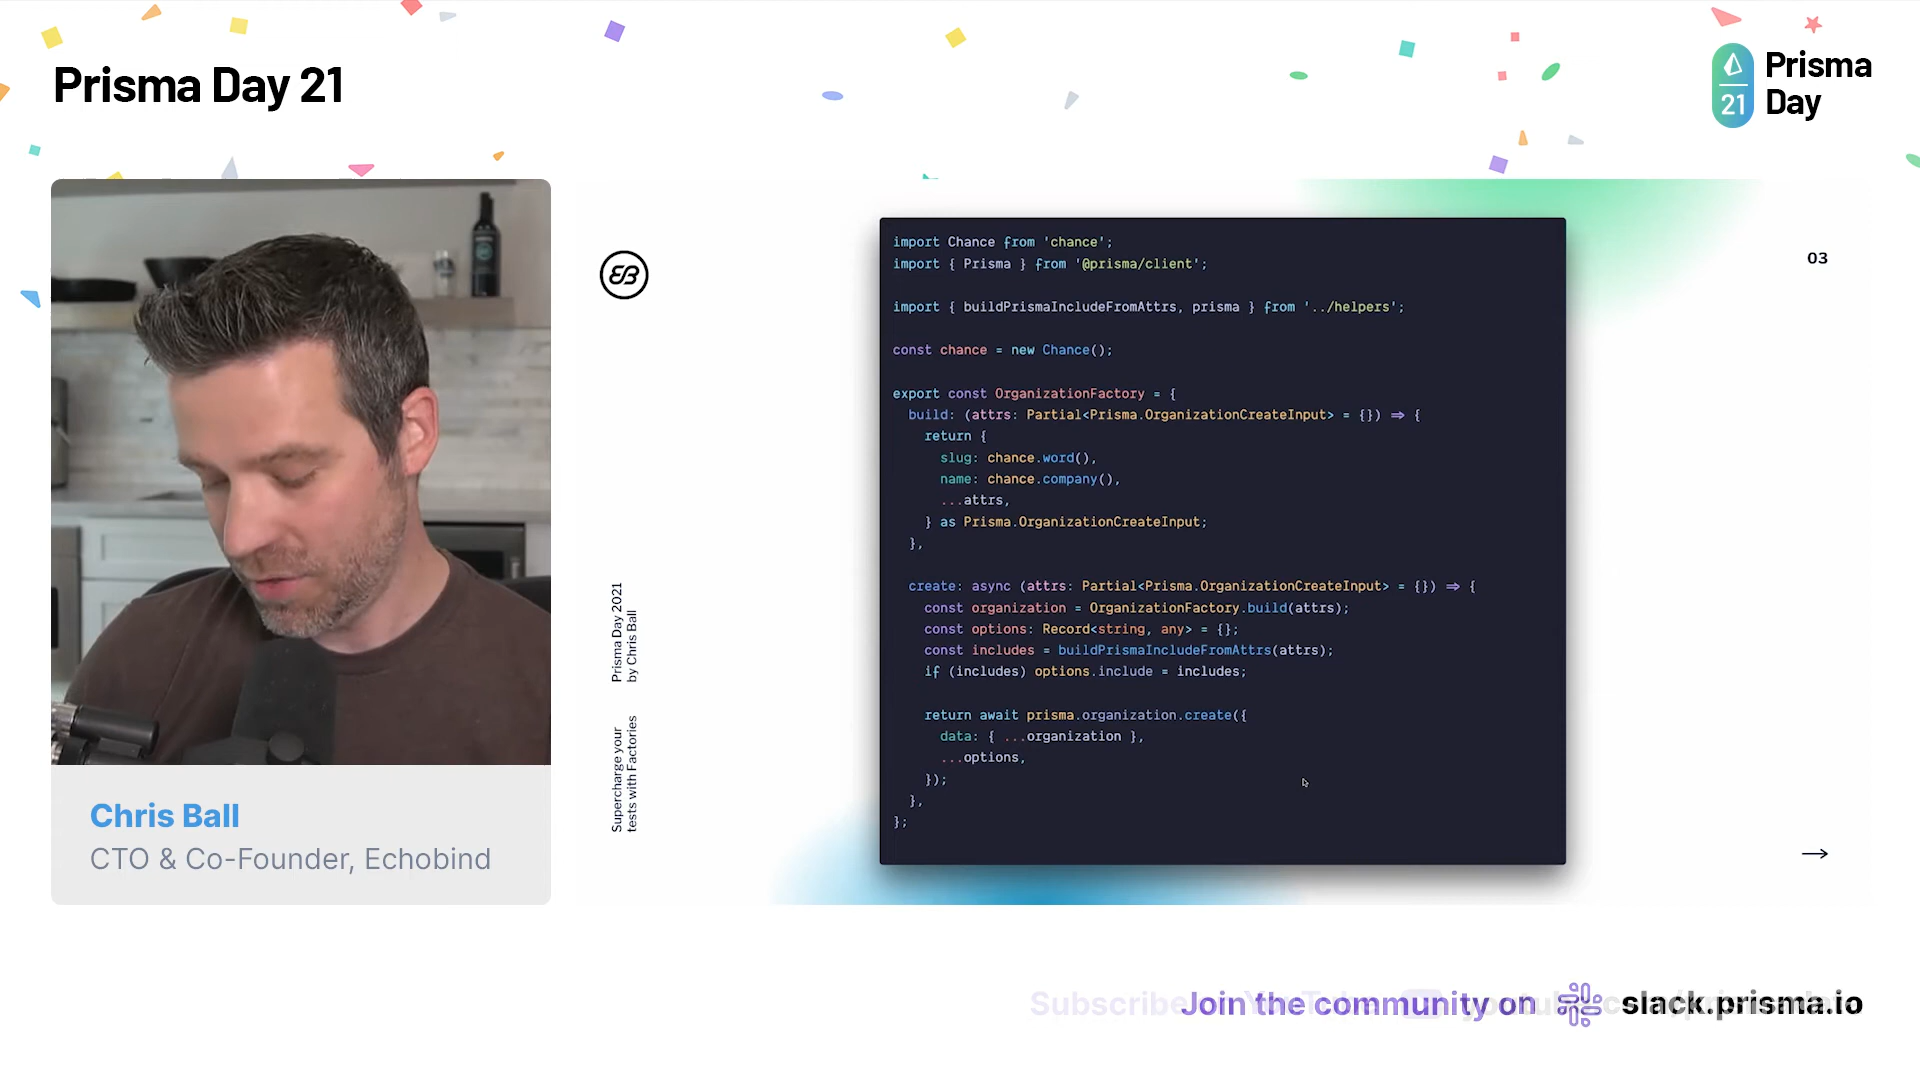 Prisma Day 21
Prisma
Day
21
03
import Chance from 'chance';
import { Prisma } from '@prisma/client';
import { buildPrismaIncludeFromAttrs, prisma } from '../helpers';
const chance = new Chance();
export const OrganizationFactory = {
build: (attrs: Partial<Prisma.OrganizationCreateInput> = {}) => {
return {
slug: chance.word(),
name: chance.company(),
...attrs,
} as Prisma.OrganizationCreateInput;
},
create: async (attrs: Partial<Prisma.OrganizationCreateInput> = {}) => {
const organization = OrganizationFactory.build(attrs);
const options: Record<string, any> = {};
const includes = buildPrismaIncludeFromAttrs(attrs);
if (includes) options.include = includes;
return await prisma.organization.create({
data: { ...organization },
...options,
});
},
};
Prisma Day 2021
by Chris Ball
Supercharge your
tests with Factories
Chris Ball
CTO & Co-Founder, Echobind
Subscribe
Join the community on slack.prisma.io